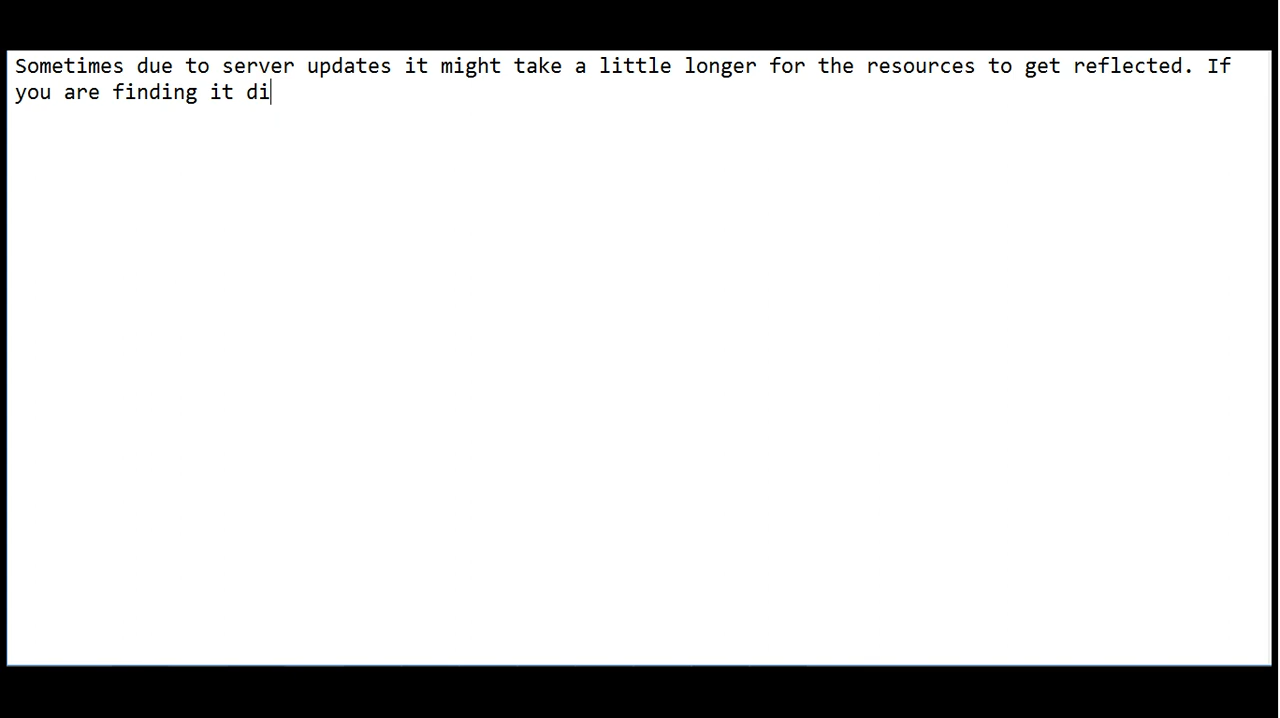 Sometimes due to server updates it might take a little longer for the resources to get reflected. If
you are finding it di